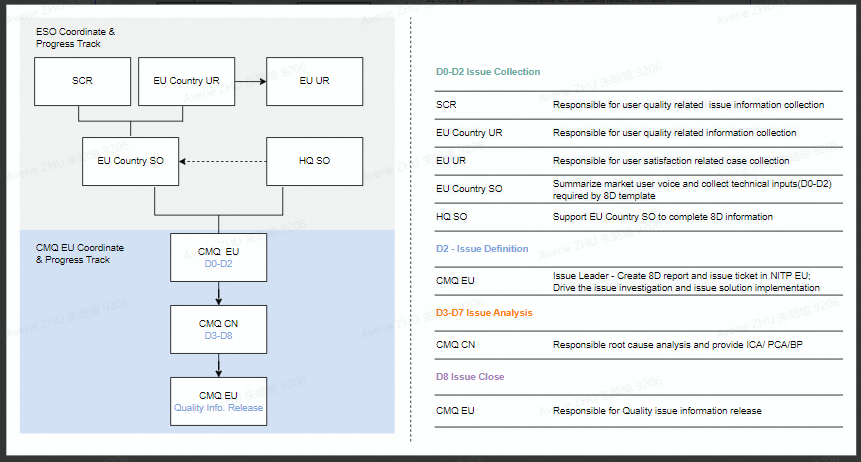 ESO Coordinate &
Progress Track
SCR
EU Country UR
EU UR
EU Country SO
HQ SO
CMQ EU Coordinate
& Progress Track
CMQ EU
D0-D2
CMQ CN
D3-D8
CMQ EU
Quality Info. Release
D0-D2 Issue Collection
SCR Responsible for user quality related issue information collection
EU Country UR Responsible for user quality related information collection
EU UR Responsible for user satisfaction related case collection
EU Country SO Summarize market user voice and collect technical inputs(D0-D2)
required by 8D template
HQ SO Support EU Country SO to complete 8D information
D2 - Issue Definition
CMQ EU Issue Leader - Create 8D report and issue ticket in NITP EU;
Drive the issue investigation and issue solution implementation
D3-D7 Issue Analysis
CMQ CN Responsible root cause analysis and provide ICA/ PCA/BP
D8 Issue Close
CMQ EU Responsible for Quality issue information release